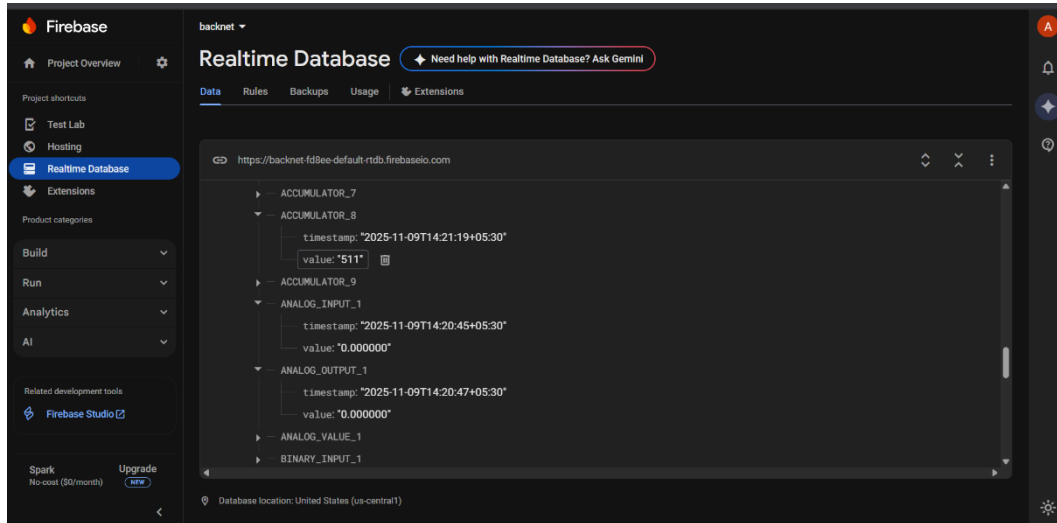 Firebase
Project Overview
Project shortcuts
Test Lab
Hosting
Realtime Database
Extensions
Product categories
Build
Run
Analytics
AI
Related development tools
Firebase Studio
Spark
No-cost ($0/month)
Upgrade
NEW
backnet
Realtime Database
Need help with Realtime Database? Ask Gemini
Data Rules Backups Usage Extensions
https://backnet-fd8ee-default-rtdb.firebaseio.com
ACCUMULATOR_7
ACCUMULATOR_8
timestamp: "2025-11-09T14:21:19+05:30"
value: "511"
ACCUMULATOR_9
ANALOG_INPUT_1
timestamp: "2025-11-09T14:20:45+05:30"
value: "0.000000"
ANALOG_OUTPUT_1
timestamp: "2025-11-09T14:20:47+05:30"
value: "0.000000"
ANALOG_VALUE_1
BINARY_INPUT_1
Database location: United States (us-central1)
A